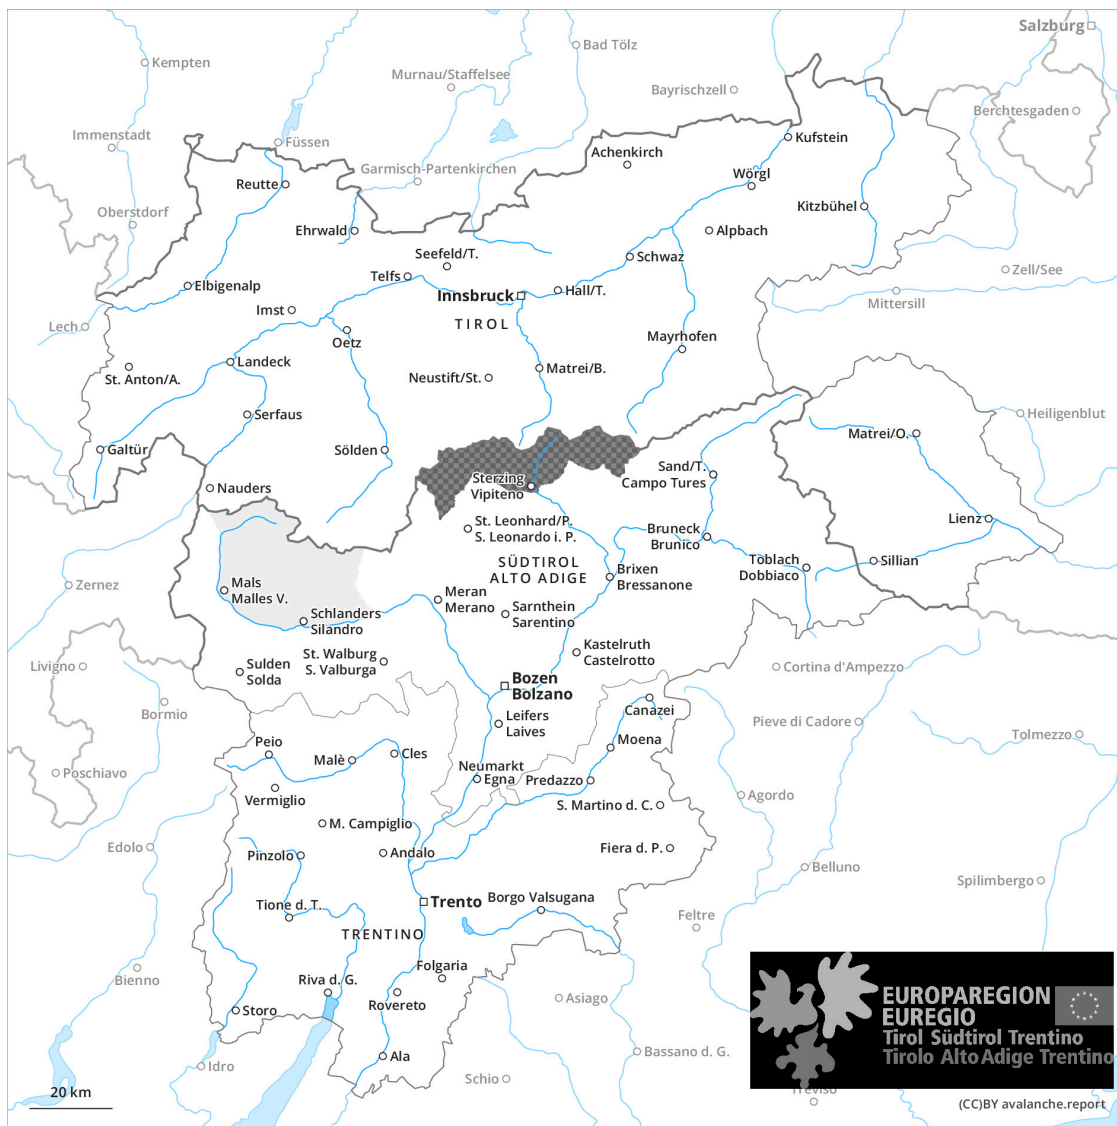 Salzburg
Bad Tölz
Kempten
Murnau/Staffelsee
Bayrischzell
Berchtesgaden
Immenstadt
Füssen
Kufstein
Achenkirch
Garmisch-Partenkirchen
Wörgl
Reutte
Kitzbühel
Oberstdorf
Ehrwald
Alpbach
Seefeld/T.
Schwaz
Zell/See
Telfs
Elbigenalp
Innsbruck
Hall/T.
Mittersill
Imst
TIROL
Lech
Oetz
Mayrhofen
Landeck
Matrei/B.
St. Anton/A.
Neustift/St.
Serfaus
Heiligenblut
Matrei/O.
Galtür
Sölden
Sand/T.
Campo Tures
Sterzing
Vipiteno
Nauders
Lienz
St. Leonhard/P.
S. Leonardo i. P.
Bruneck
Brunico
SÜDTIROL
ALTO ADIGE
Toblach
Dobbiaco
Sillian
Brixen
Bressanone
Zernez
Mals
Malles V.
Meran
Merano
Schlanders
Silandro
Sarnthein
Sarentino
Kastelruth
Castelrotto
St. Walburg
S. Valburga
Livigno
Sulden
Solda
Cortina d'Ampezzo
Bozen
Bolzano
Bormio
Canazei
Leifers
Laives
Pieve di Cadore
Tolmezzo
Peio
Moena
Malè
Cles
Neumarkt
Egna
Poschiavo
Predazzo
Vermiglio
Agordo
S. Martino d. C.
M. Campiglio
Edolo
Pinzolo
Andalo
Fiera d. P.
Belluno
Spilimbergo
Tione d. T.
Trento
Borgo Valsugana
Feltre
TRENTINO
Bienno
Folgaria
Riva d. G.
Rovereto
Asiago
Storo
EUROPAREGION
EUREGIO
Tirol Südtirol Trentino
Tirolo Alto Adige Trentino
Idro
Ala
Bassano d. G.
Schio
Treviso
20 km
(CC)BY avalanche.report